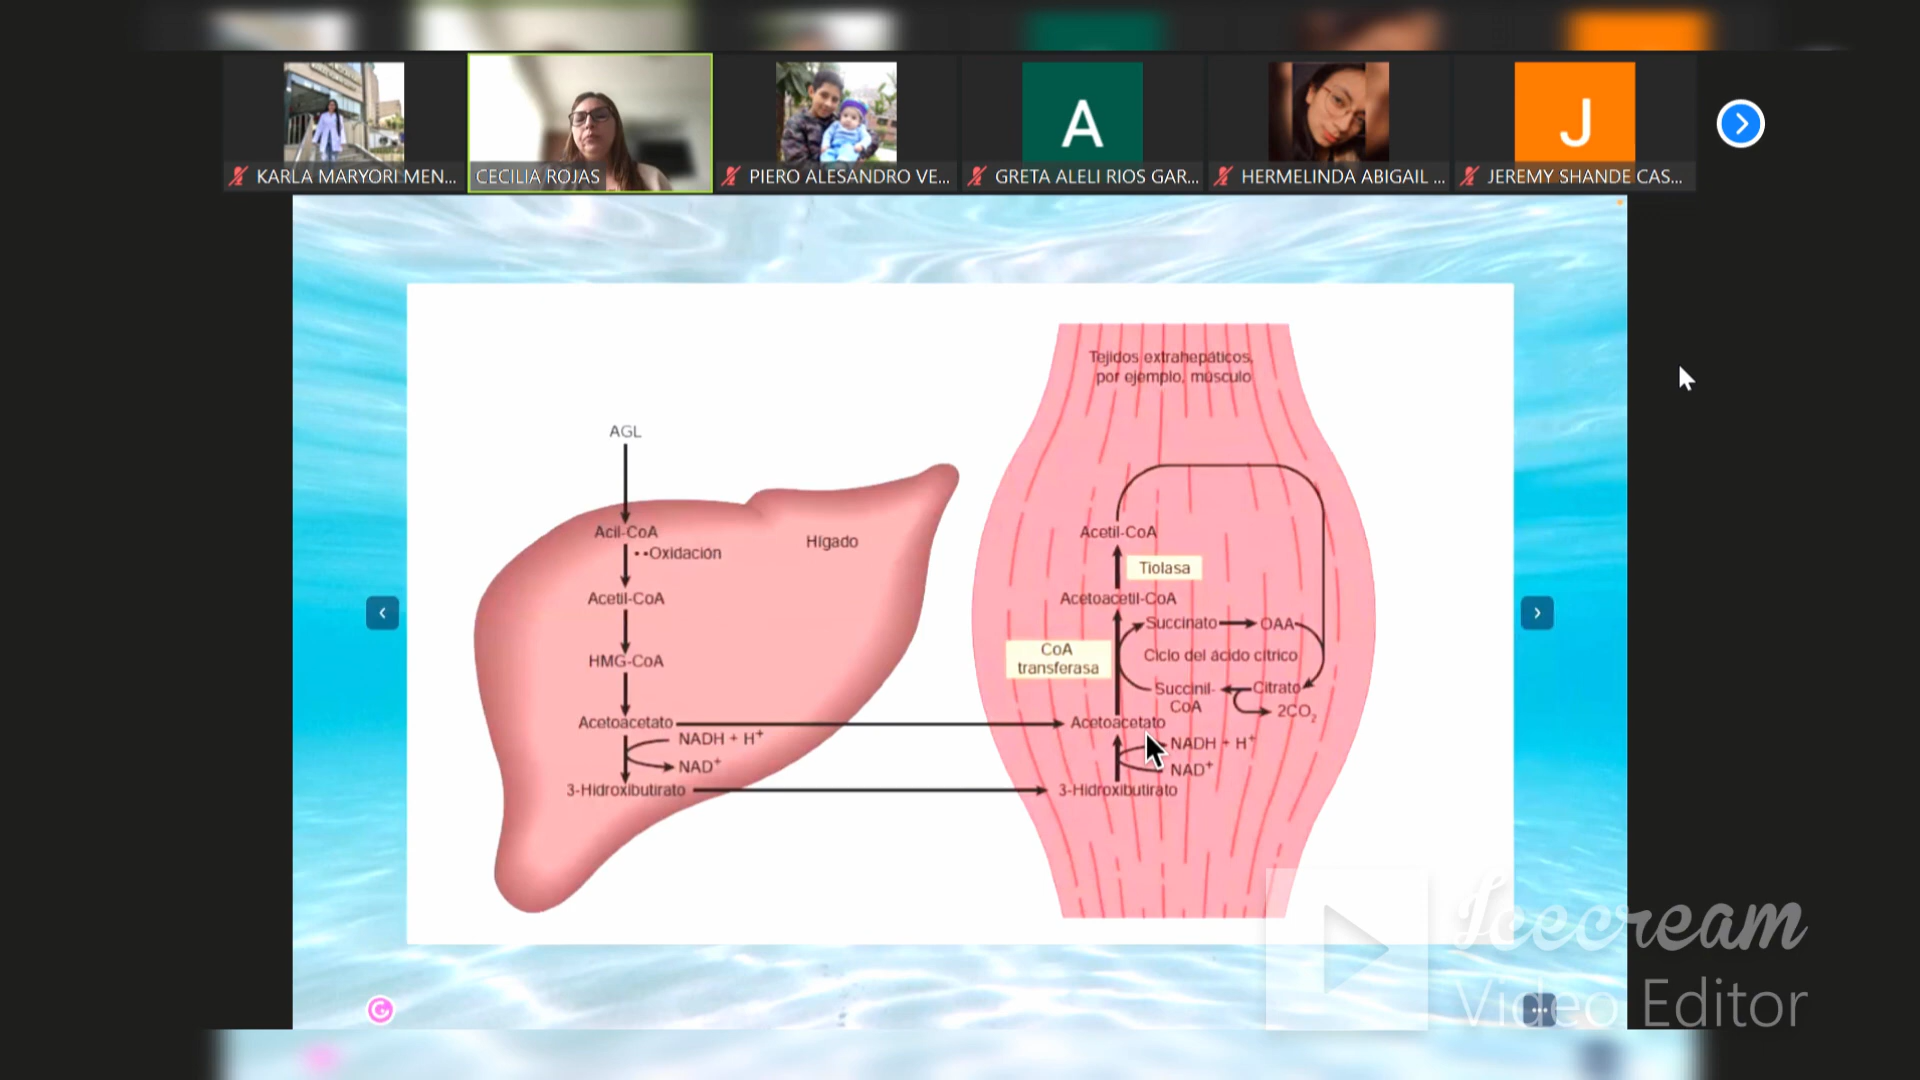 KARLA MARYORI MEN...
CECILIA ROJAS
PIERO ALESANDRO VE...
A
GRETA ALELI RIOS GAR...
HERMELINDA ABIGAIL ...
J
JEREMY SHANDE CAS...
Tejidos extrahepáticos,
por ejemplo, músculo
AGL
Acil-CoA
••Oxidación
Hígado
Acetil-CoA
HMG-CoA
Acetoacetato
NADH + H⁺
NAD⁺
3-Hidroxibutirato
Acetil-CoA
Tiolasa
Acetoacetil-CoA
Succinato
OAA
CoA
transferasa
Ciclo del ácido cítrico
Succinil-
CoA
Citrato
2CO₂
Acetoacetato
NADH + H⁺
NAD⁺
3-Hidroxibutirato
Icecream
Video Editor